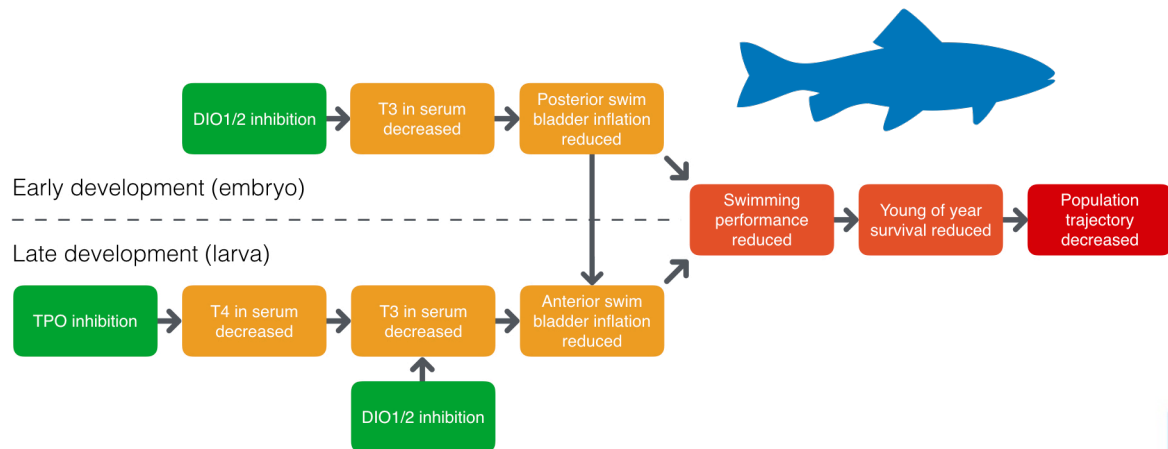 DIO1/2 inhibition
T3 in serum
decreased
Posterior swim
bladder inflation
reduced
Early development (embryo)
Swimming
performance
reduced
Young of year
survival reduced
Population
trajectory
decreased
Late development (larva)
TPO inhibition
T4 in serum
decreased
T3 in serum
decreased
Anterior swim
bladder inflation
reduced
DIO1/2 inhibition